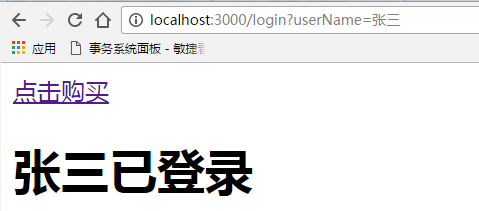 localhost:3000/login?userName=张三
应用 事务系统面板 - 敏捷
点击购买
张三已登录